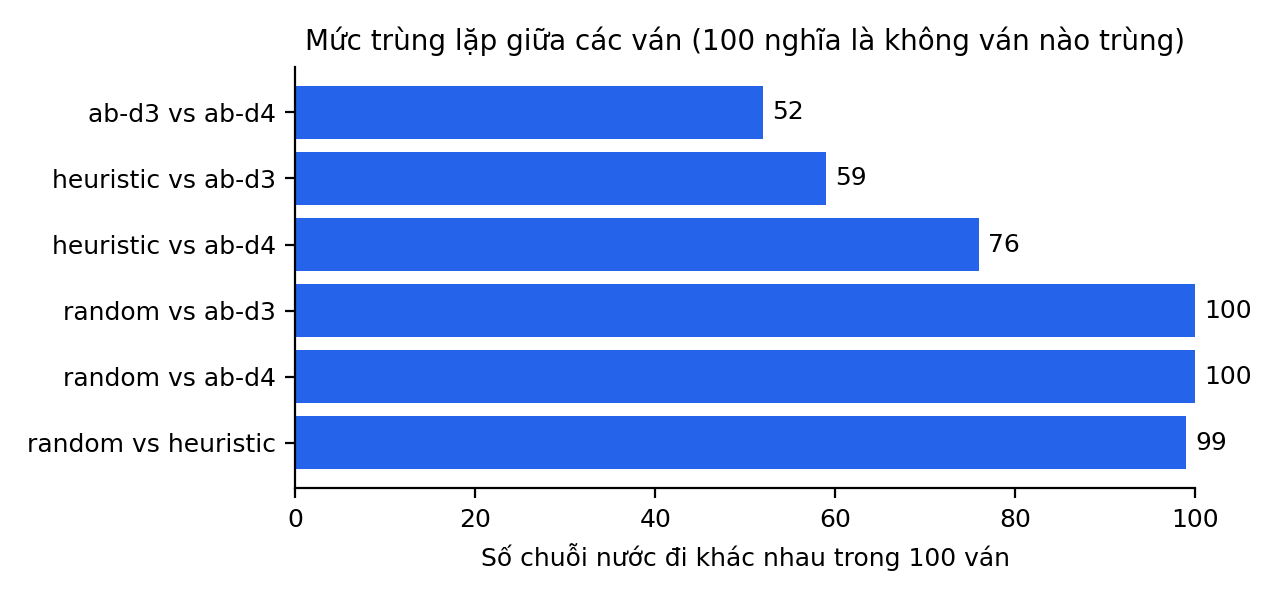 Mức trùng lặp giữa các ván (100 nghĩa là không ván nào trùng)
ab-d3 vs ab-d4 52
heuristic vs ab-d3 59
heuristic vs ab-d4 76
random vs ab-d3 100
random vs ab-d4 100
random vs heuristic 99
0 20 40 60 80 100
Số chuỗi nước đi khác nhau trong 100 ván